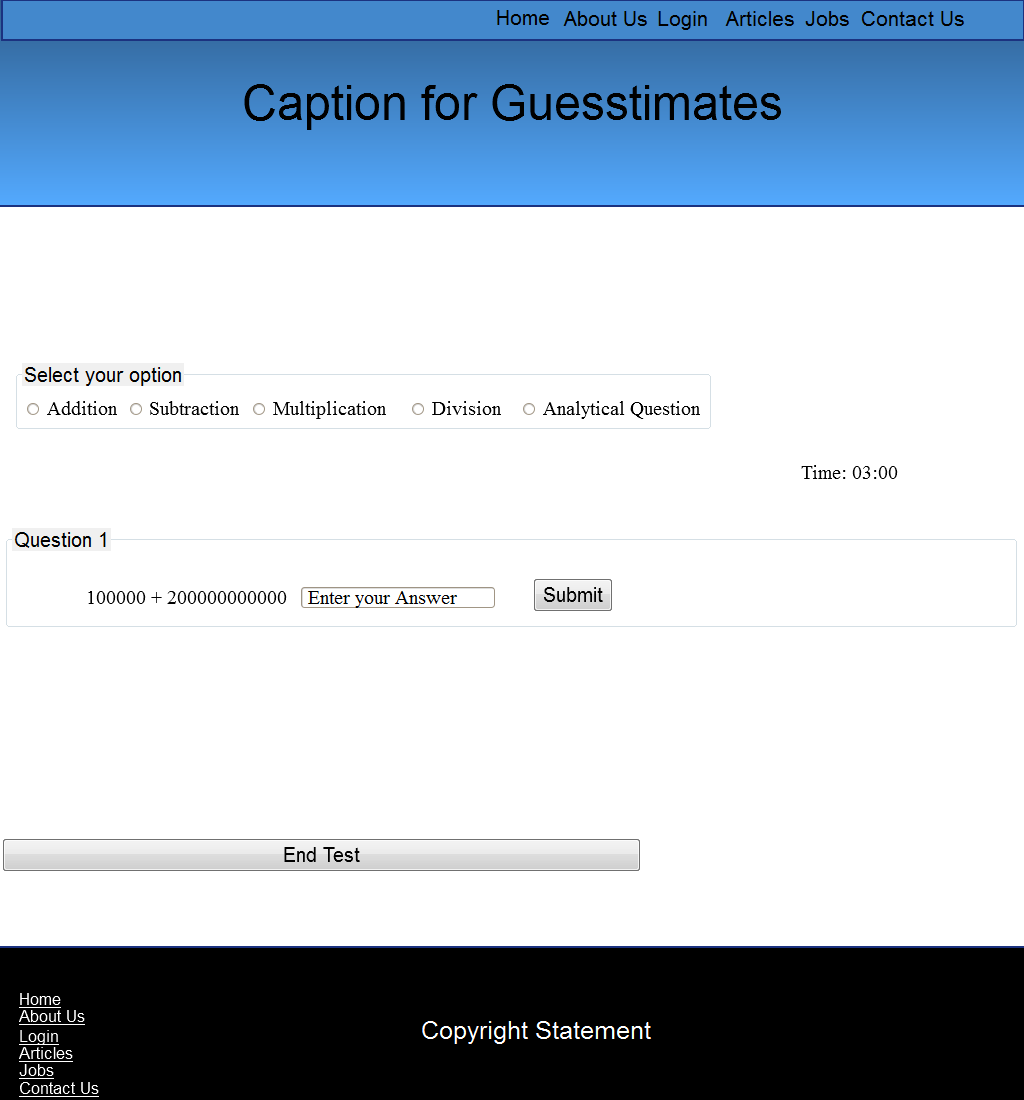 Home About Us Login Articles Jobs Contact Us
Caption for Guesstimates
Select your option
Addition Subtraction Multiplication Division Analytical Question
Time: 03:00
Question 1
100000 + 200000000000 Enter your Answer Submit
End Test
Home
About Us
Login
Articles
Jobs
Contact Us
Copyright Statement